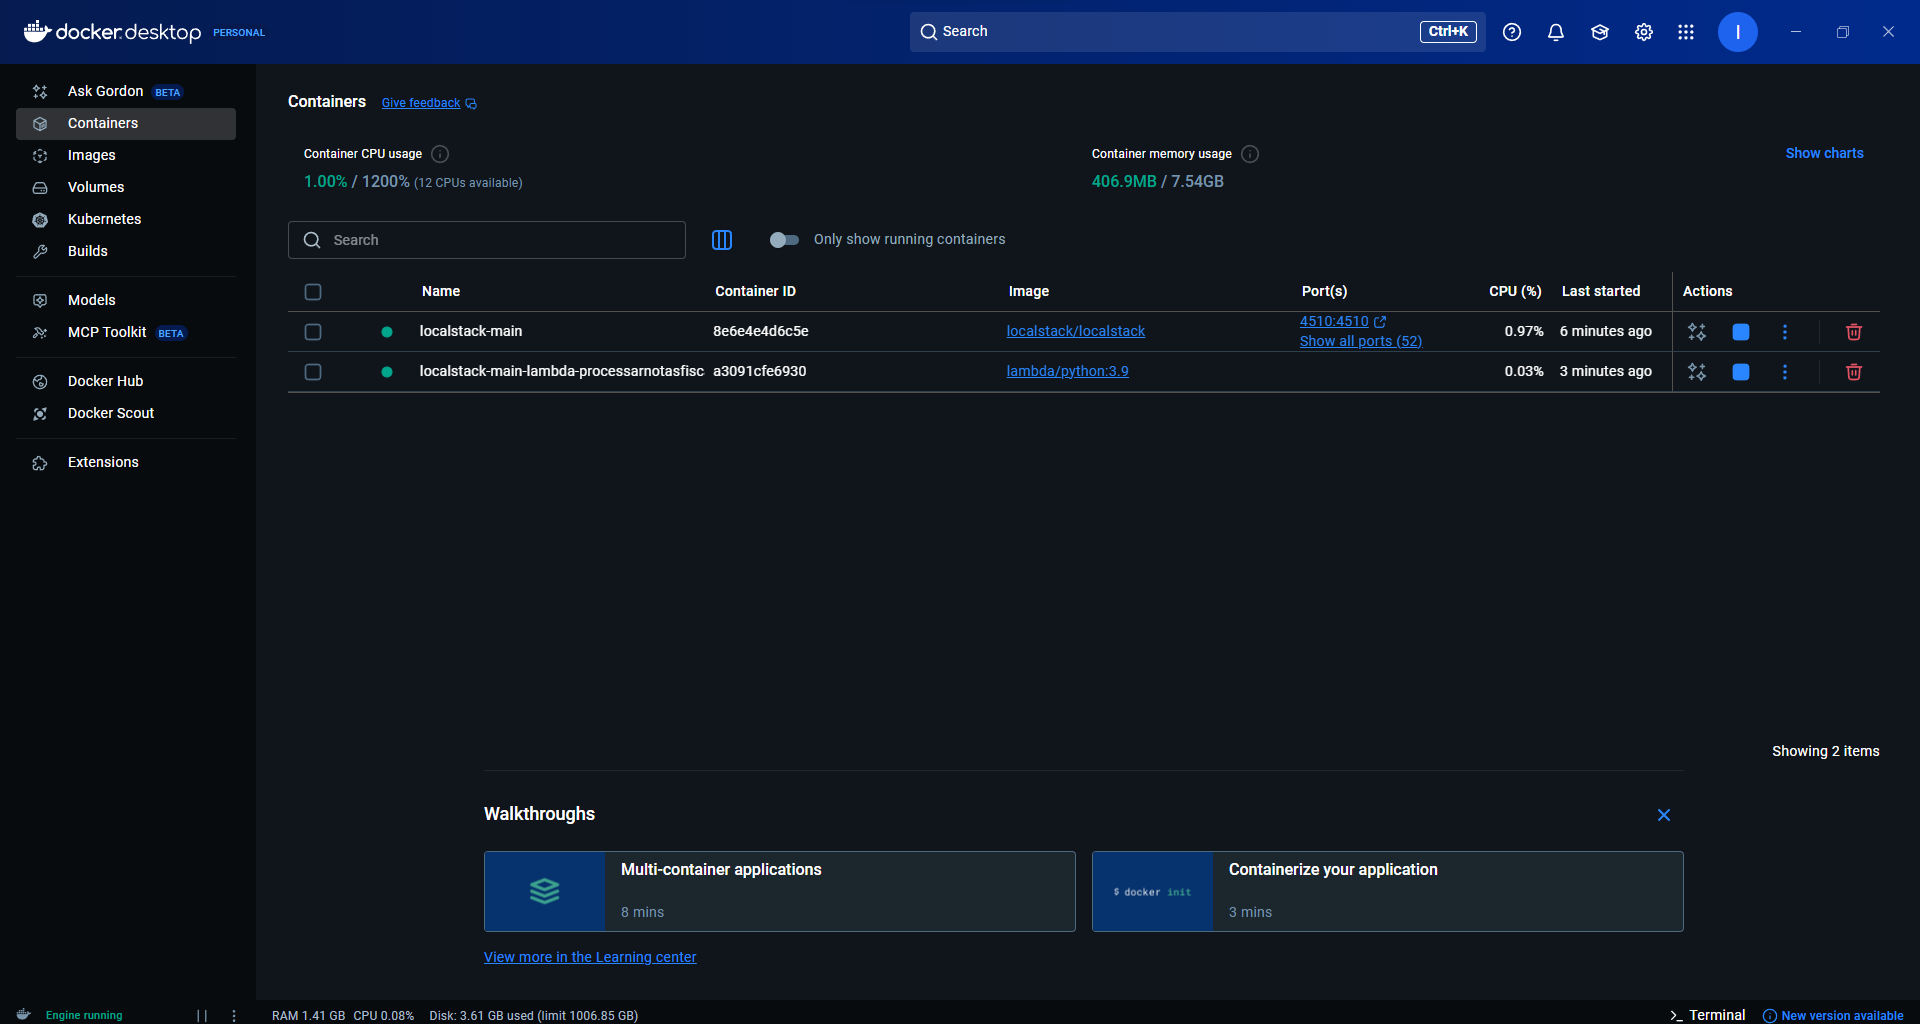 docker.desktop PERSONAL
Search Ctrl+K
I
Ask Gordon BETA
Containers
Images
Volumes
Kubernetes
Builds
Models
MCP Toolkit BETA
Docker Hub
Docker Scout
Extensions
Containers Give feedback
Container CPU usage
1.00% / 1200% (12 CPUs available)
Container memory usage
406.9MB / 7.54GB
Show charts
Search
Only show running containers
Name Container ID Image Port(s) CPU (%) Last started Actions
localstack-main 8e6e4e4d6c5e localstack/localstack 4510:4510 0.97% 6 minutes ago
Show all ports (52)
localstack-main-lambda-processarnotasfisc a3091cfe6930 lambda/python:3.9 0.03% 3 minutes ago
Showing 2 items
Walkthroughs
Multi-container applications
8 mins
$ docker init
Containerize your application
3 mins
View more in the Learning center
Engine running
RAM 1.41 GB CPU 0.08% Disk: 3.61 GB used (limit 1006.85 GB)
>_ Terminal
New version available